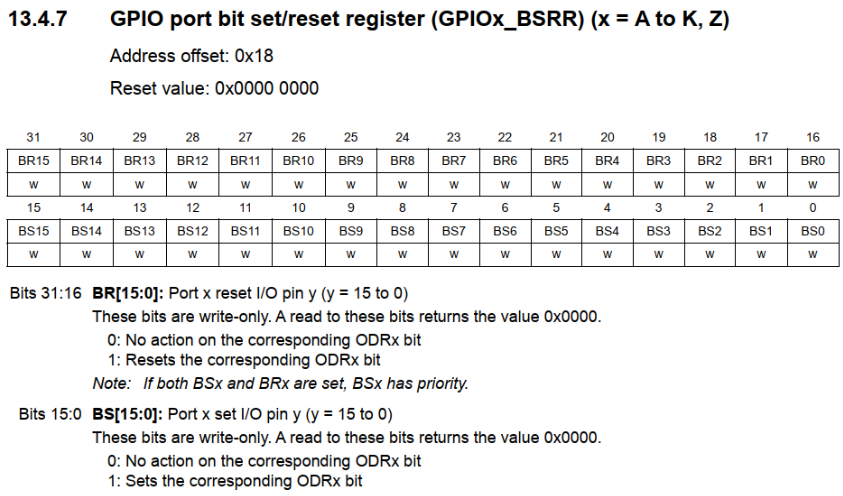 13.4.7 GPIO port bit set/reset register (GPIOx_BSRR) (x = A to K, Z)
Address offset: 0x18
Reset value: 0x0000 0000
31 30 29 28 27 26 25 24 23 22 21 20 19 18 17 16
BR15 BR14 BR13 BR12 BR11 BR10 BR9 BR8 BR7 BR6 BR5 BR4 BR3 BR2 BR1 BR0
w w w w w w w w w w w w w w w w
15 14 13 12 11 10 9 8 7 6 5 4 3 2 1 0
BS15 BS14 BS13 BS12 BS11 BS10 BS9 BS8 BS7 BS6 BS5 BS4 BS3 BS2 BS1 BS0
w w w w w w w w w w w w w w w w
Bits 31:16 BR[15:0]: Port x reset I/O pin y (y = 15 to 0)
These bits are write-only. A read to these bits returns the value 0x0000.
0: No action on the corresponding ODRx bit
1: Resets the corresponding ODRx bit
Note: If both BSx and BRx are set, BSx has priority.
Bits 15:0 BS[15:0]: Port x set I/O pin y (y = 15 to 0)
These bits are write-only. A read to these bits returns the value 0x0000.
0: No action on the corresponding ODRx bit
1: Sets the corresponding ODRx bit